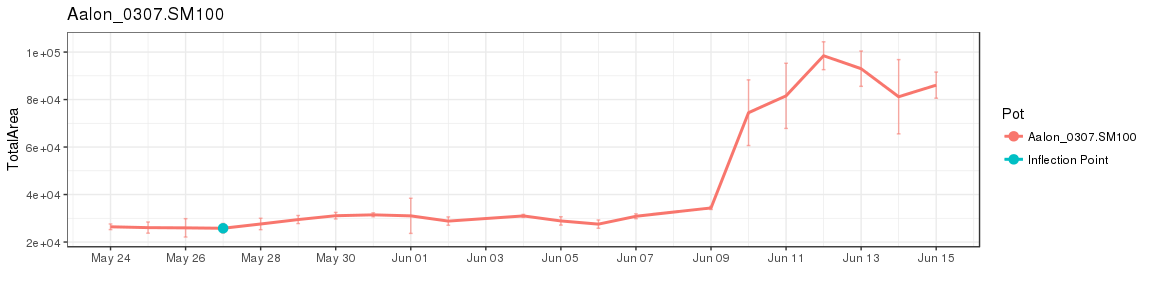 Aalon_0307.SM100
1e+05
8e+04
6e+04
4e+04
2e+04
TotalArea
May 24 May 26 May 28 May 30 Jun 01 Jun 03 Jun 05 Jun 07 Jun 09 Jun 11 Jun 13 Jun 15
Pot
Aalon_0307.SM100
Inflection Point